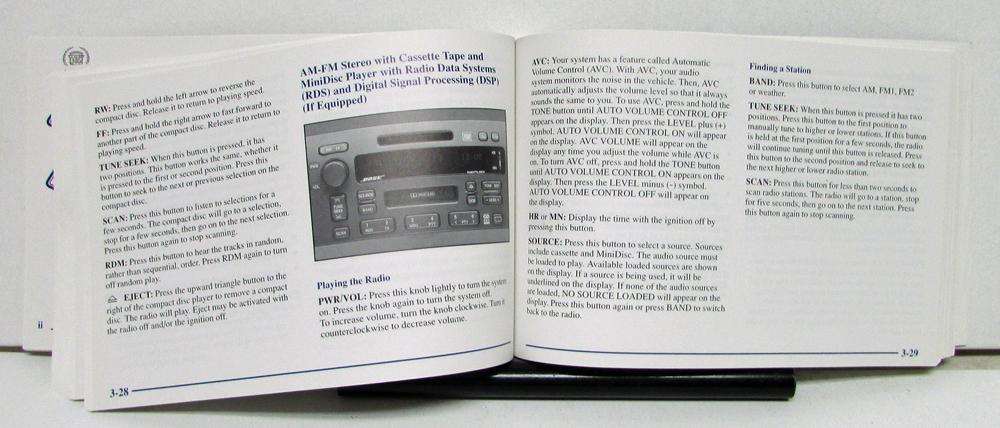 RW: Press and hold the left arrow to reverse the
compact disc. Release it to return to playing speed.
FF: Press and hold the right arrow to fast forward to
another part of the compact disc. Release it to return to
playing speed.
TUNE SEEK: When this button is pressed, it has
two positions. This button works the same, whether it
is pressed to the first or second position. Press this
button to seek to the next or previous selection on the
compact disc.
SCAN: Press this button to listen to selections for a
few seconds. The compact disc will go to a selection,
stop for a few seconds, then go on to the next selection.
Press this button again to stop scanning.
RDM: Press this button to hear the tracks in random,
rather than sequential, order. Press RDM again to turn
off random play.
EJECT: Press the upward triangle button to the
right of the compact disc player to remove a compact
disc. The radio will play. Eject may be activated with
the radio off and/or the ignition off.
ii
3-28
AM-FM Stereo with Cassette Tape and
MiniDisc Player with Radio Data Systems
(RDS) and Digital Signal Processing (DSP)
(If Equipped)
PWR
VOL
BOSE
SOURCE
BAND
SCAN
Playing the Radio
PWR/VOL: Press this knob lightly to turn the system
on. Press the knob again to turn the system off.
To increase volume, turn the knob clockwise. Turn it
counterclockwise to decrease volume.
AVC: Your system has a feature called Automatic
Volume Control (AVC). With AVC, your audio
system monitors the noise in the vehicle. Then, AVC
automatically adjusts the volume level so that it always
sounds the same to you. To use AVC, press and hold the
TONE button until AUTO VOLUME CONTROL OFF
appears on the display. Then press the LEVEL plus (+)
symbol. AUTO VOLUME CONTROL ON will appear
on the display. AVC VOLUME will appear on the
display any time you adjust the volume while AVC is
on. To turn AVC off, press and hold the TONE button
until AUTO VOLUME CONTROL ON appears on the
display. Then press the LEVEL minus (-) symbol.
AUTO VOLUME CONTROL OFF will appear on
the display.
HR or MN: Display the time with the ignition off by
pressing this button.
SOURCE: Press this button to select a source. Sources
include cassette and MiniDisc. The audio source must
be loaded to play. Available loaded sources are shown
on the display. If a source is being used, it will be
underlined on the display. If none of the audio sources
are loaded, NO SOURCE LOADED will appear on the
display. Press this button again or press BAND to switch
back to the radio.
Finding a Station
BAND: Press this button to select AM, FM1, FM2
or weather.
TUNE SEEK: When this button is pressed it has two
positions. Press this button to the first position to
manually tune to higher or lower stations. If this button
is held at the first position for a few seconds, the radio
will continue tuning until this button is released. Press
this button to the second position and release to seek to
the next higher or lower radio station.
SCAN: Press this button for less than two seconds to
scan radio stations. The radio will go to a station, stop
for five seconds, then go on to the next station. Press
this button again to stop scanning.
3-29